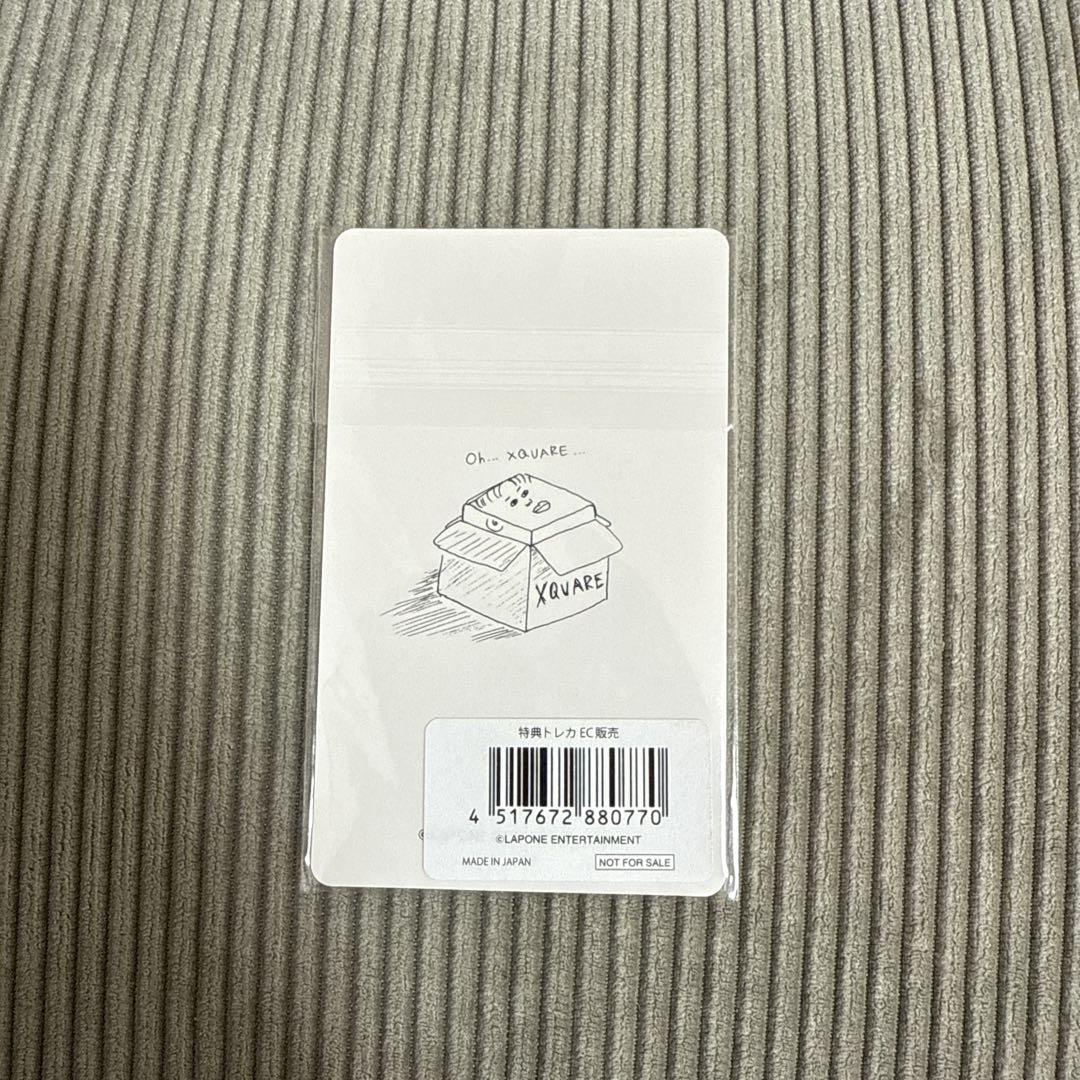 Oh... XQUARE...
XQUARE
特典トレカ EC販売
4 517672 880770
©LAPONE ENTERTAINMENT
MADE IN JAPAN
NOT FOR SALE